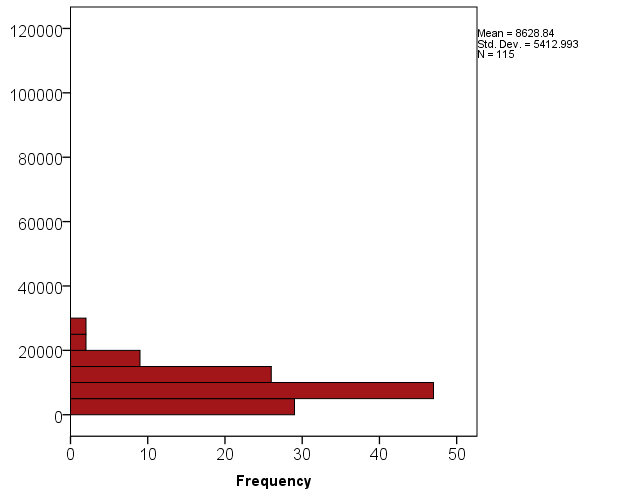 120000
100000
80000
60000
40000
20000
0
Mean = 8628.84
Std. Dev. = 5412.993
N = 115
0 10 20 30 40 50
Frequency